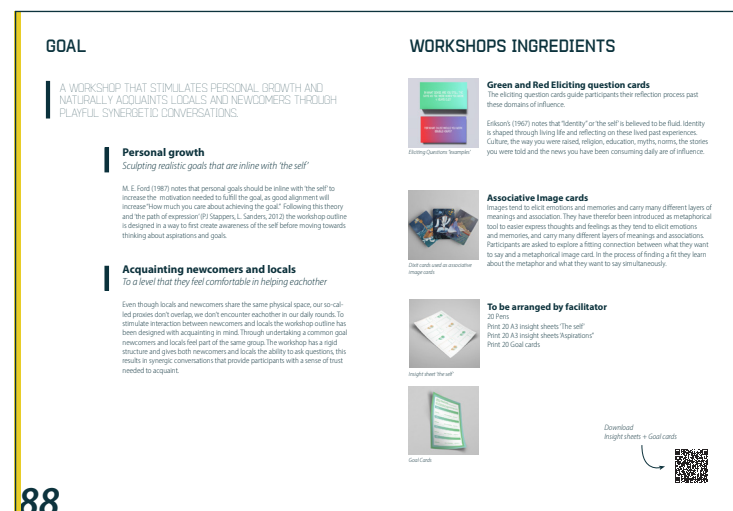 GOAL
A WORKSHOP THAT STIMULATES PERSONAL GROWTH AND
NATURALLY ACQUAINTS LOCALS AND NEWCOMERS THROUGH
PLAYFUL SYNERGETIC CONVERSATIONS.
Personal growth
Sculpting realistic goals that are inline with 'the self'
M. E. Ford (1987) notes that personal goals should be inline with 'the self' to
increase the motivation needed to fulfill the goal, as good alignment will
increase "How much you care about achieving the goal." Following this theory
and 'the path of expression' (PJ Stappers, L. Sanders, 2012) the workshop outline
is designed in a way to first create awareness of the self before moving towards
thinking about aspirations and goals.
Acquainting newcomers and locals
To a level that they feel comfortable in helping eachother
Even though locals and newcomers share the same physical space, our so-cal-
led proxies don't overlap, we don't encounter eachother in our daily rounds. To
stimulate interaction between newcomers and locals the workshop outline has
been designed with acquainting in mind. Through undertaking a common goal
newcomers and locals feel part of the same group. The workshop has a rigid
structure and gives both newcomers and locals the ability to ask questions, this
results in synergic conversations that provide participants with a sense of trust
needed to acquaint.
88
WORKSHOPS INGREDIENTS
Eliciting Questions 'examples'
Green and Red Eliciting question cards
The eliciting question cards guide participants their reflection process past
these domains of influence.
Erikson's (1967) notes that "Identity" or 'the self' is believed to be fluid. Identity
is shaped through living life and reflecting on these lived past experiences.
Culture, the way you were raised, religion, education, myths, norms, the stories
you were told and the news you have been consuming daily are of influence.
Dixit cards used as associative
image cards
Associative Image cards
Images tend to elicit emotions and memories and carry many different layers of
meanings and association. They have therefor been introduced as metaphorical
tool to easier express thoughts and feelings as they tend to elicit emotions
and memories, and carry many different layers of meanings and associations.
Participants are asked to explore a fitting connection between what they want
to say and a metaphorical image card. In the process of finding a fit they learn
about the metaphor and what they want to say simultaneously.
Insight sheet 'the self'
To be arranged by facilitator
20 Pens
Print 20 A3 insight sheets 'The self'
Print 20 A3 insight sheets 'Aspirations"
Print 20 Goal cards
Goal Cards
Download
Insight sheets + Goal cards